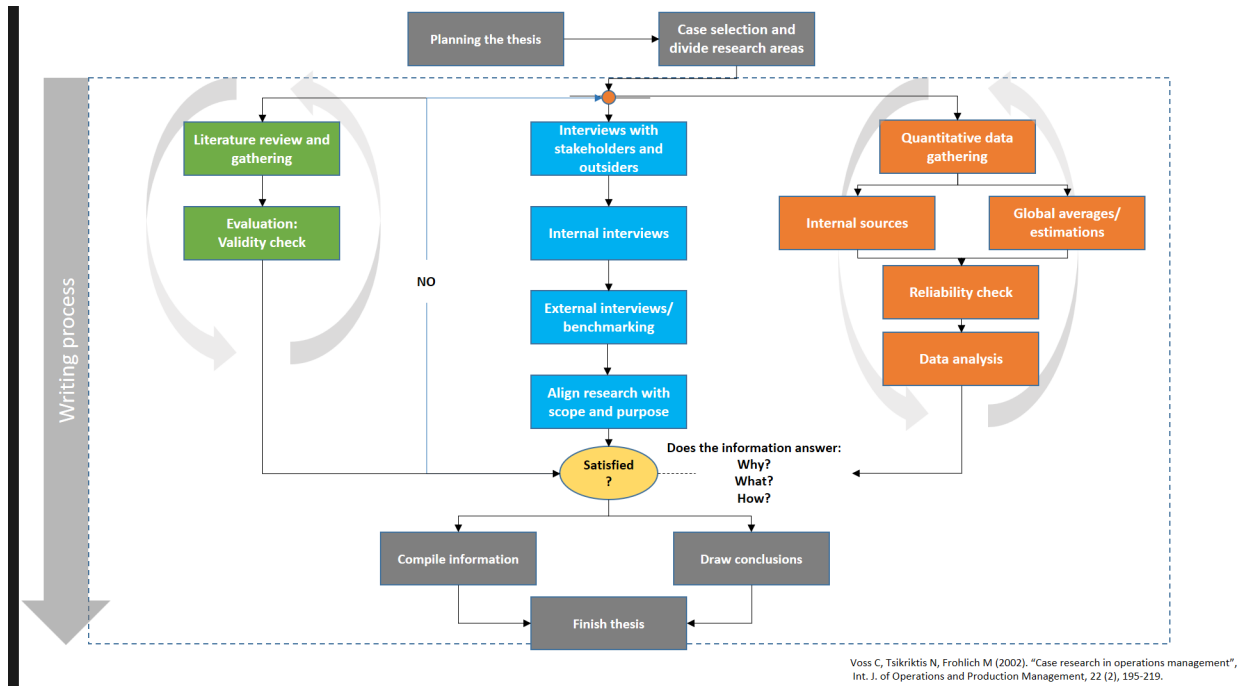 Planning the thesis
Case selection and
divide research areas
Writing process
Literature review and
gathering
Evaluation:
Validity check
NO
Interviews with
stakeholders and
outsiders
Internal interviews
External interviews/
benchmarking
Align research with
scope and purpose
Quantitative data
gathering
Internal sources
Global averages/
estimations
Reliability check
Data analysis
Satisfied
?
Does the information answer:
Why?
What?
How?
Compile information
Draw conclusions
Finish thesis
Voss C, Tsikriktis N, Frohlich M (2002). “Case research in operations management”,
Int. J. of Operations and Production Management, 22 (2), 195-219.